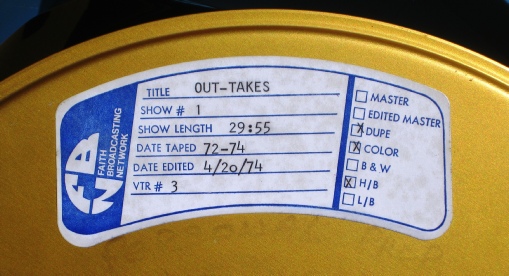 FBN
FAITH
BROADCASTING
NETWORK
TITLE OUT-TAKES
SHOW # 1
SHOW LENGTH 29:55
DATE TAPED 72-74
DATE EDITED 4/20/74
VTR # 3
MASTER
EDITED MASTER
X DUPE
X COLOR
B & W
X H/B
L/B